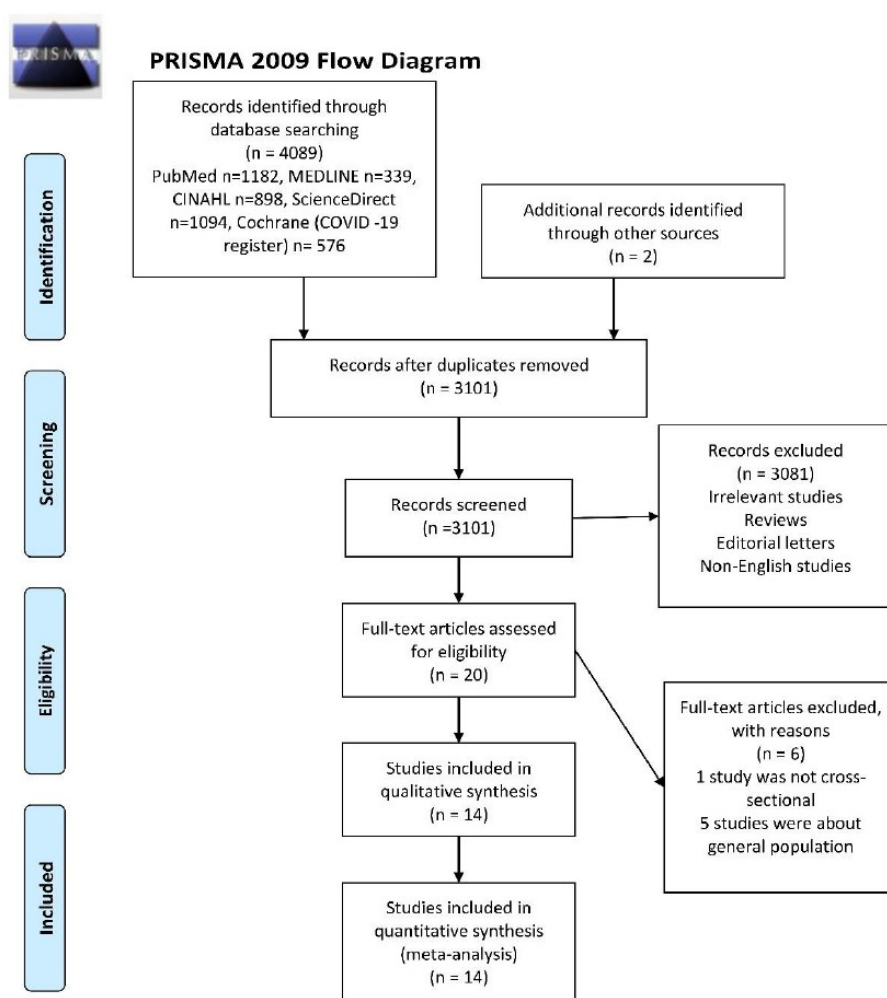 PRISMA
PRISMA 2009 Flow Diagram
Identification
Records identified through
database searching
(n = 4089)
PubMed n=1182, MEDLINE n=339,
CINAHL n=898, ScienceDirect
n=1094, Cochrane (COVID -19
register) n= 576
Additional records identified
through other sources
(n = 2)
Records after duplicates removed
(n = 3101)
Screening
Records screened
(n =3101)
Records excluded
(n = 3081)
Irrelevant studies
Reviews
Editorial letters
Non-English studies
Eligibility
Full-text articles assessed
for eligibility
(n = 20)
Full-text articles excluded,
with reasons
(n = 6)
1 study was not cross-
sectional
5 studies were about
general population
Studies included in
qualitative synthesis
(n = 14)
Included
Studies included in
quantitative synthesis
(meta-analysis)
(n = 14)